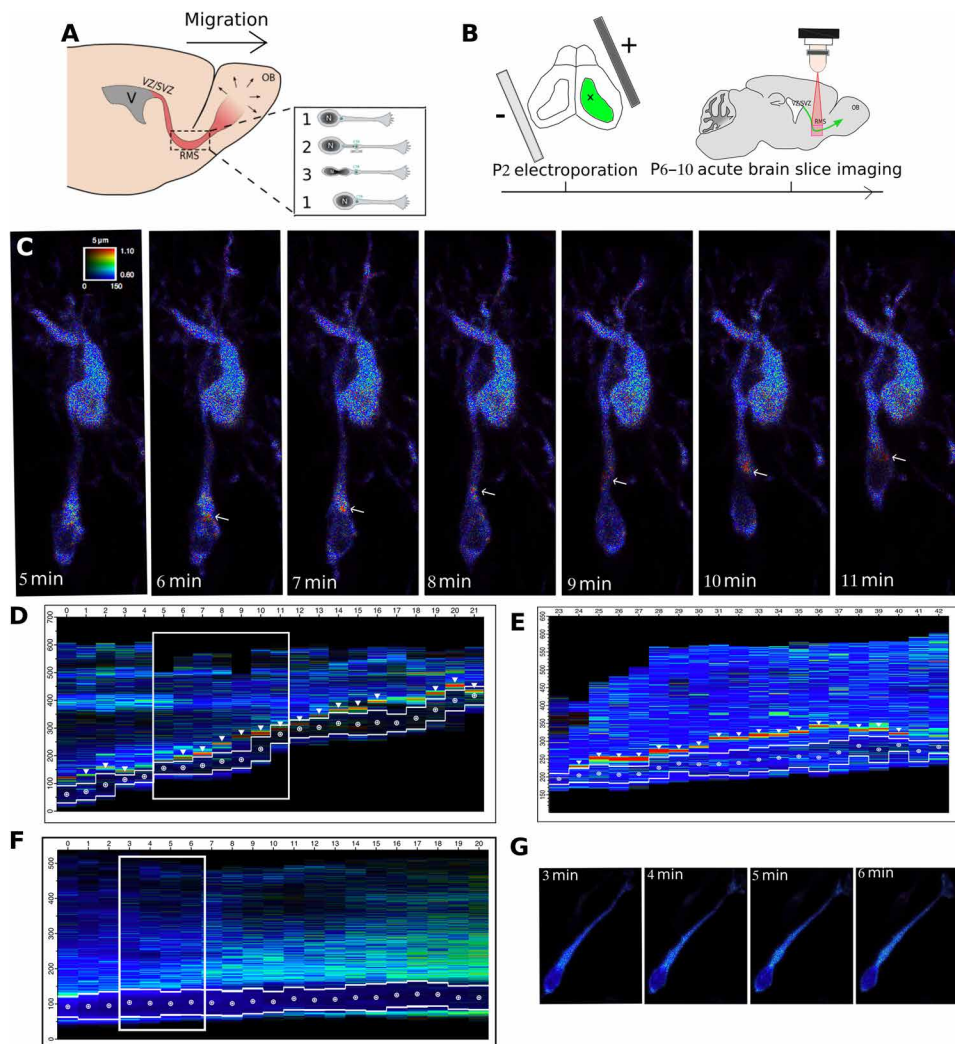 A
Migration
OB
VZ/SVZ
V
RMS
1
N
2
N
3
1
N
B
+
-
x
P2 electroporation
VZ/SVZ
OB
RMS
P6-10 acute brain slice imaging
C
5 µm
1.10
0.60
0
150
5 min
6 min
7 min
8 min
9 min
10 min
11 min
D
0 1 2 3 4 5 6 7 8 9 10 11 12 13 14 15 16 17 18 19 20 21
700
600
500
400
300
200
100
0
E
23 24 25 26 27 28 29 30 31 32 33 34 35 36 37 38 39 40 41 42
650
600
550
500
450
400
350
300
250
200
150
F
0 1 2 3 4 5 6 7 8 9 10 11 12 13 14 15 16 17 18 19 20
500
400
300
200
100
0
G
3 min
4 min
5 min
6 min